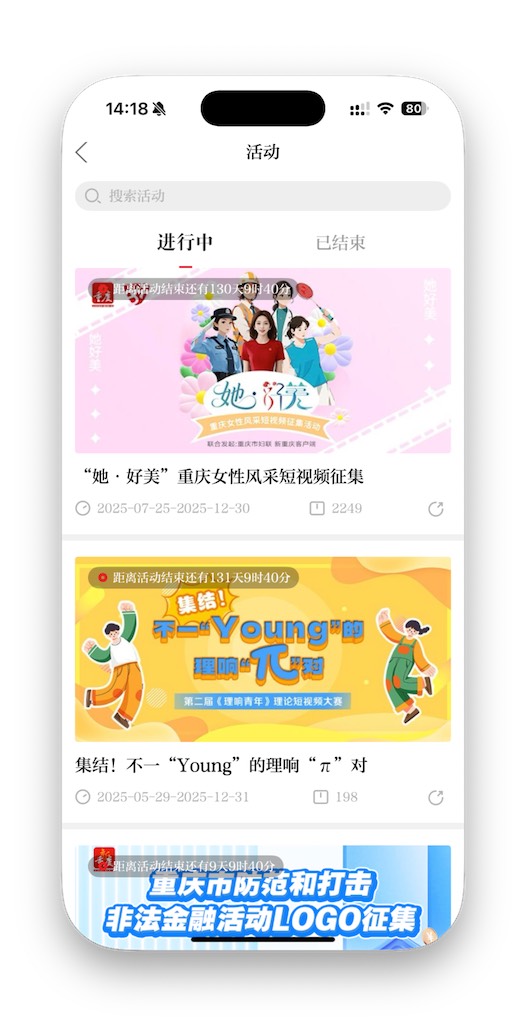 14:18
80
活动
搜索活动
进行中
已结束
距离活动结束还有130天9时40分
她好美
她好美
她·好美
重庆女性风采短视频征集活动
联合发起:重庆市妇联 新重庆客户端
“她·好美”重庆女性风采短视频征集
2025-07-25-2025-12-30
2249
距离活动结束还有131天9时40分
集结!
不一“Young”的
理响“π”对
第二届《理响青年》理论短视频大赛
集结！不一“Young”的理响“π”对
2025-05-29-2025-12-31
198
距离活动结束还有9天9时40分
重庆市防范和打击
非法金融活动LOGO征集